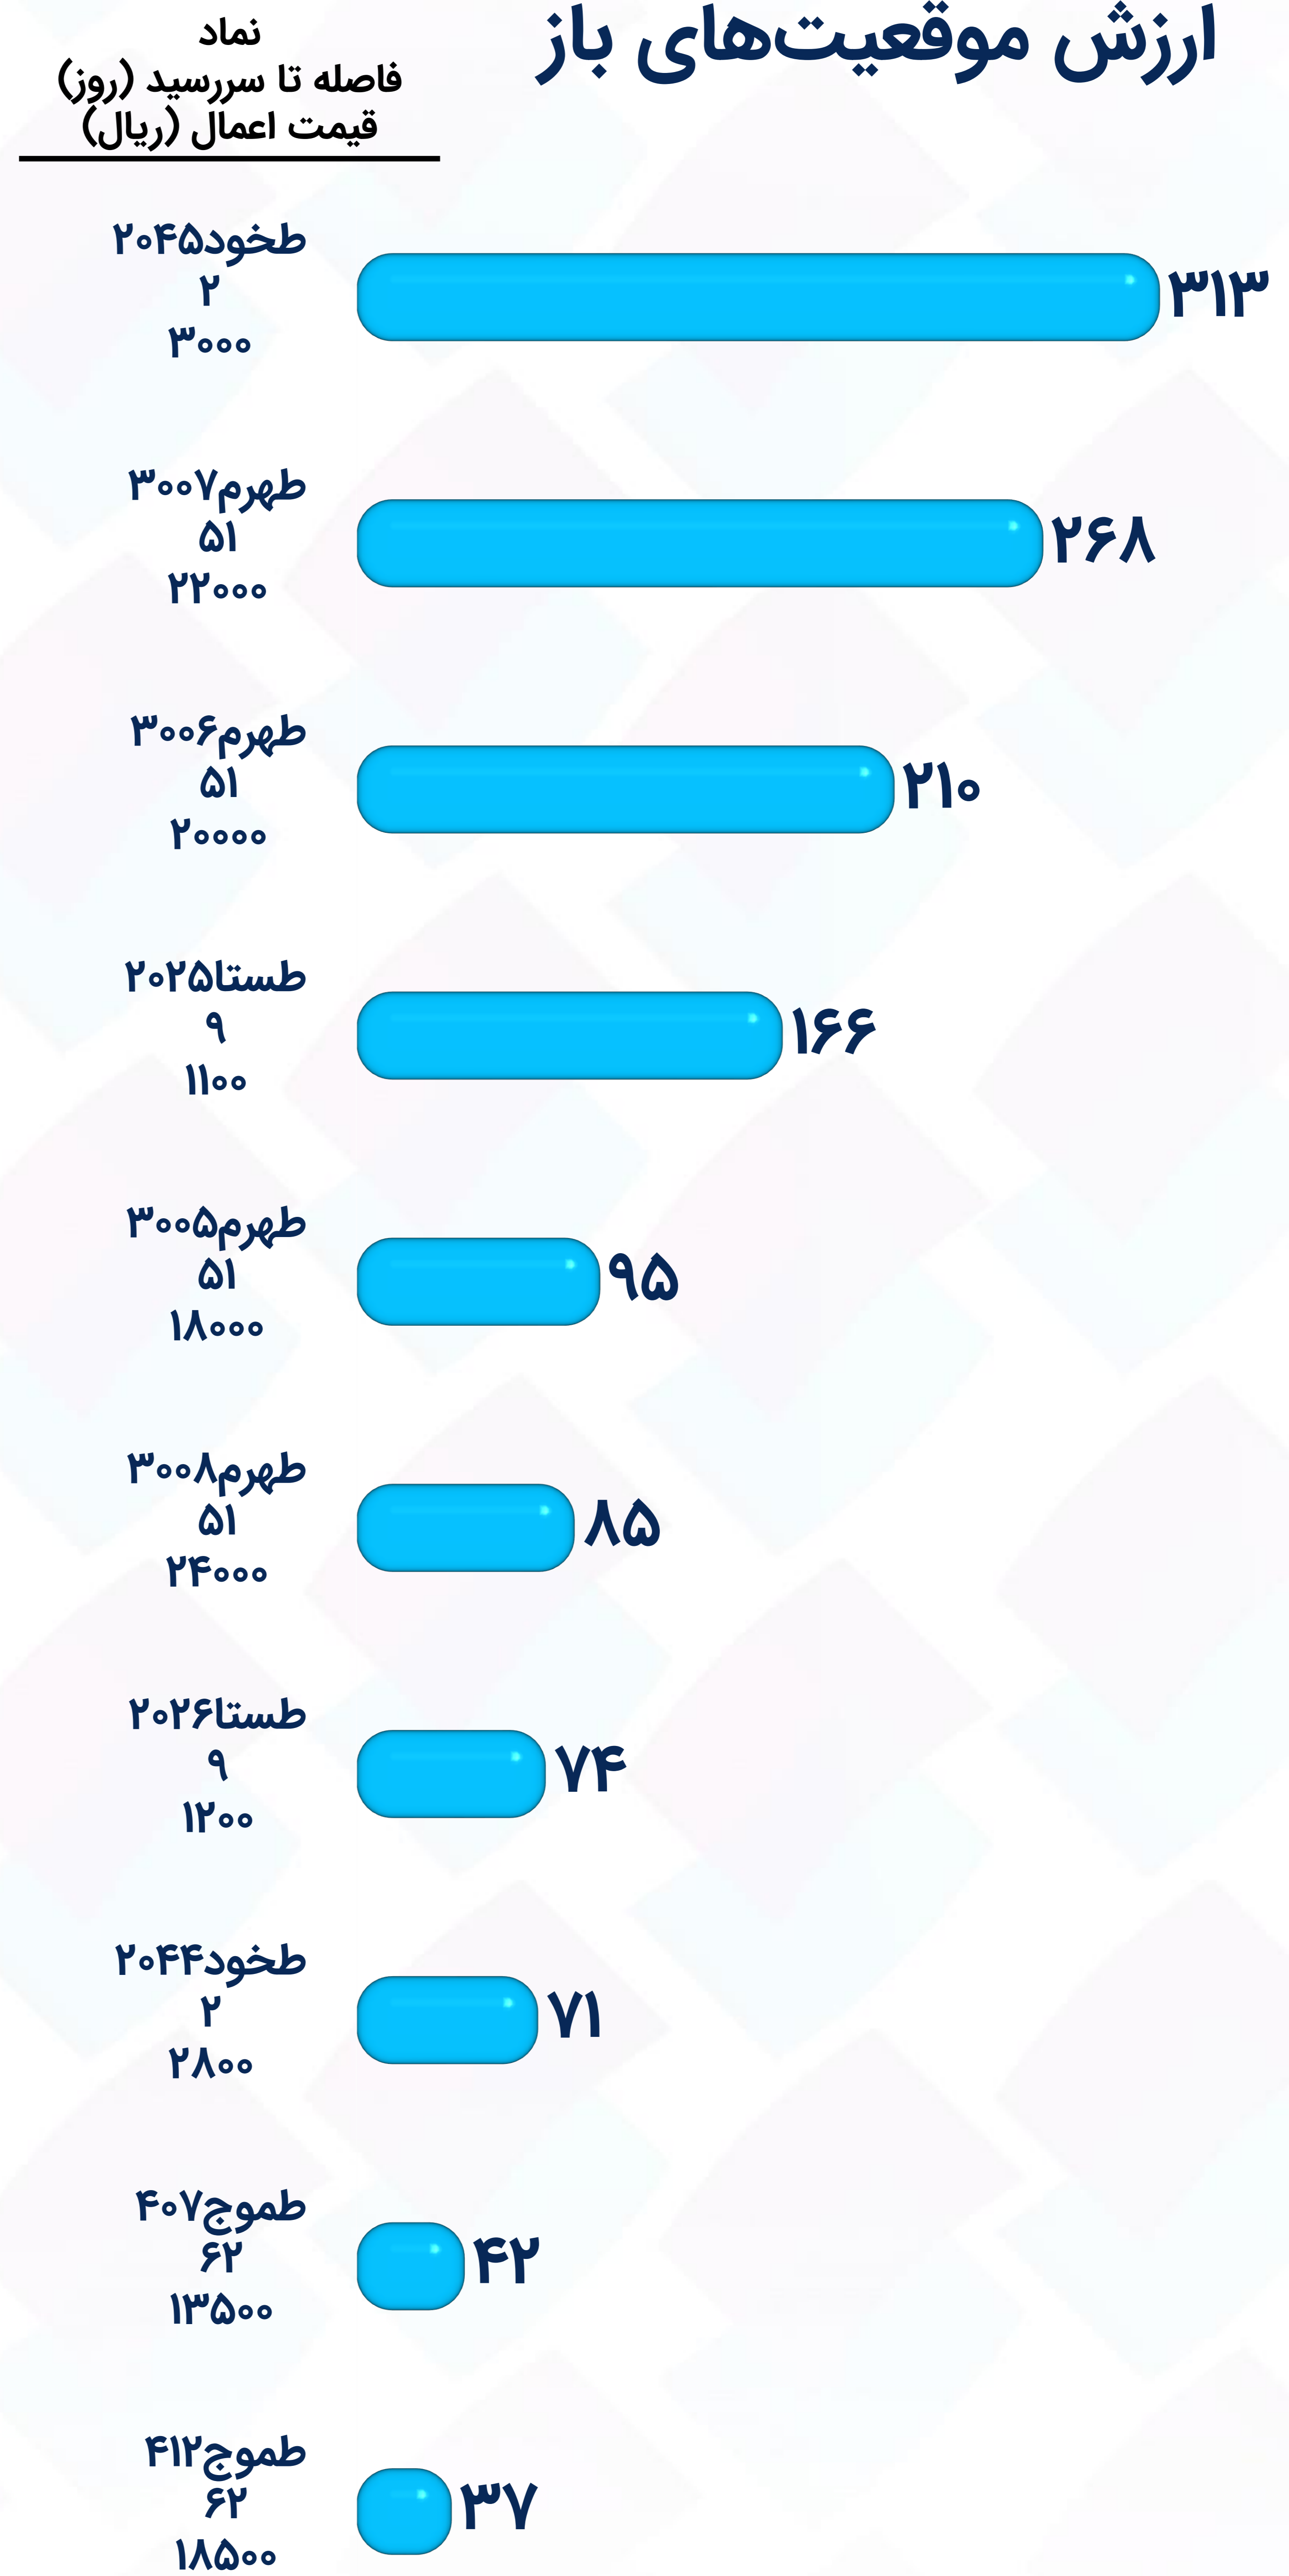 ارزش موقعیت‌های باز
نماد
فاصله تا سررسید (روز)
قیمت اعمال (ریال)
طخود۲۰۴۵
۲
۳۰۰۰
۳۱۳
طهرم۳۰۰۷
۵۱
۲۲۰۰۰
۲۶۸
طهرم۳۰۰۶
۵۱
۲۰۰۰۰
۲۱۰
طستا۲۰۲۵
۹
۱۱۰۰
۱۶۶
طهرم۳۰۰۵
۵۱
۱۸۰۰۰
۹۵
طهرم۳۰۰۸
۵۱
۲۴۰۰۰
۸۵
طستا۲۰۲۶
۹
۱۲۰۰
۷۴
طخود۲۰۴۴
۲
۲۸۰۰
۷۱
طموج۴۰۷
۶۲
۱۳۵۰۰
۴۲
طموج۴۱۲
۶۲
۱۸۵۰۰
۳۷